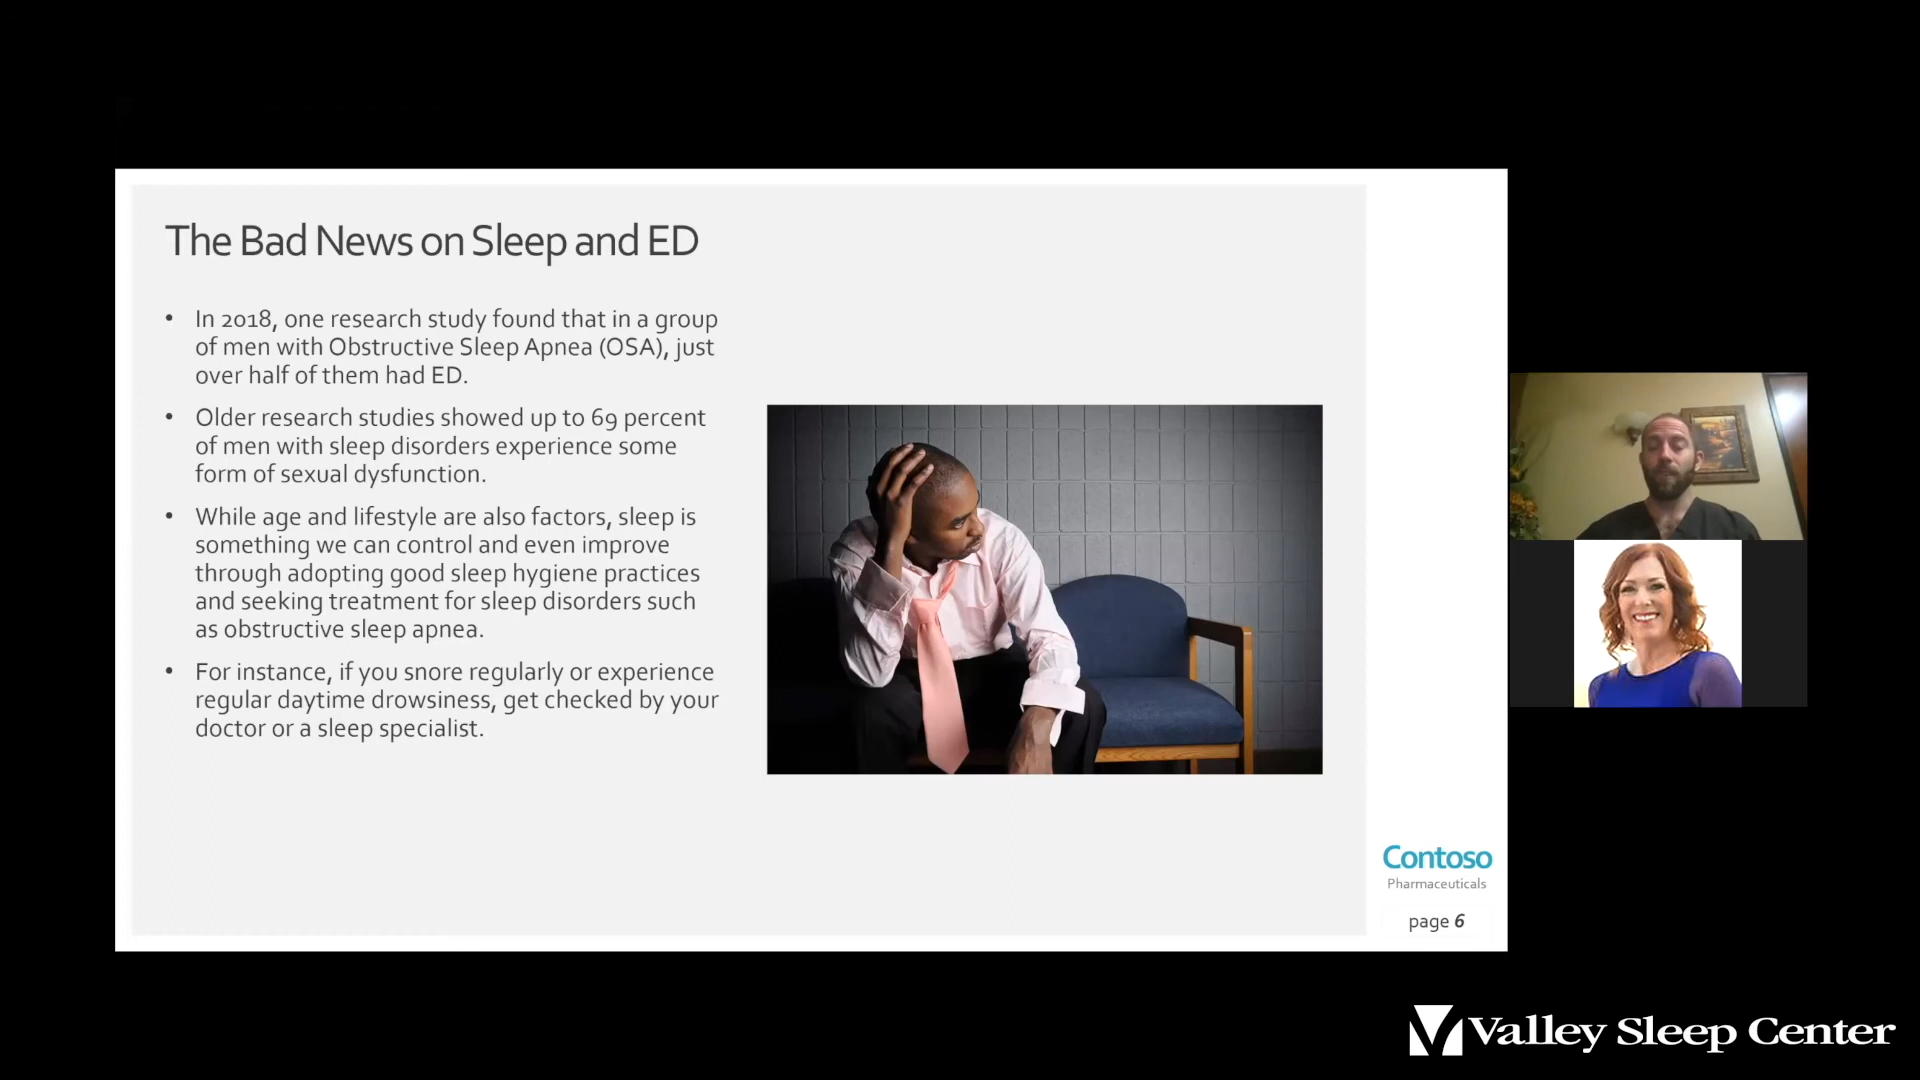 The Bad News on Sleep and ED
• In 2018, one research study found that in a group
of men with Obstructive Sleep Apnea (OSA), just
over half of them had ED.
• Older research studies showed up to 69 percent
of men with sleep disorders experience some
form of sexual dysfunction.
• While age and lifestyle are also factors, sleep is
something we can control and even improve
through adopting good sleep hygiene practices
and seeking treatment for sleep disorders such
as obstructive sleep apnea.
• For instance, if you snore regularly or experience
regular daytime drowsiness, get checked by your
doctor or a sleep specialist.
Contoso
Pharmaceuticals
page 6
Valley Sleep Center